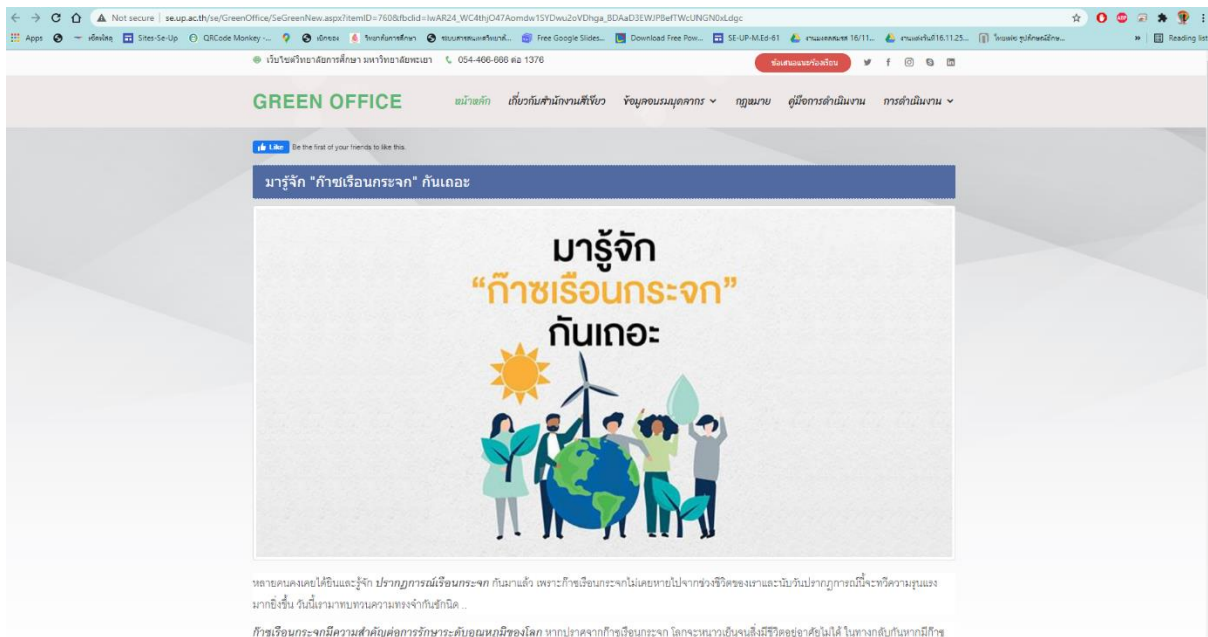 Not secure | se.up.ac.th/se/GreenOffice/SeGreenNew.aspx?itemID=760&fbclid=IwAR24_WC4thjO47Aomdw1SYDwu2oVDhga_BDAaD3EWJPBefTWcUNGN0xLdgc
Apps Sites-Se-Up QRCode Monkey -... Free Google Slides... Download Free Pow... SE-UP-M.Ed-61 Reading list
เว็บไซต์วิทยาลัยการศึกษา มหาวิทยาลัยพะเยา 054-466-666 ต่อ 1376 ข้อเสนอแนะ/ร้องเรียน
GREEN OFFICE หน้าหลัก เกี่ยวกับสำนักงานสีเขียว ข้อมูลอบรมบุคลากร กฎหมาย คู่มือการดำเนินงาน การดำเนินงาน
Like Be the first of your friends to like this.
มารู้จัก "ก๊าซเรือนกระจก" กันเถอะ
มารู้จัก
“ก๊าซเรือนกระจก”
กันเถอะ
หลายคนคงเคยได้ยินและรู้จัก ปรากฏการณ์เรือนกระจก กันมาแล้ว เพราะก๊าซเรือนกระจกไม่เคยหายไปจากช่วงชีวิตของเราและนับวันปรากฏการณ์นี้จะทวีความรุนแรง
มากยิ่งขึ้น วันนี้เรามาทบทวนความทรงจำกันซักนิด ...
ก๊าซเรือนกระจกมีความสำคัญต่อการรักษาระดับอุณหภูมิของโลก หากปราศจากก๊าซเรือนกระจก โลกจะหนาวเย็นจนสิ่งมีชีวิตอยู่อาศัยไม่ได้ ในทางกลับกันหากมีก๊าซ